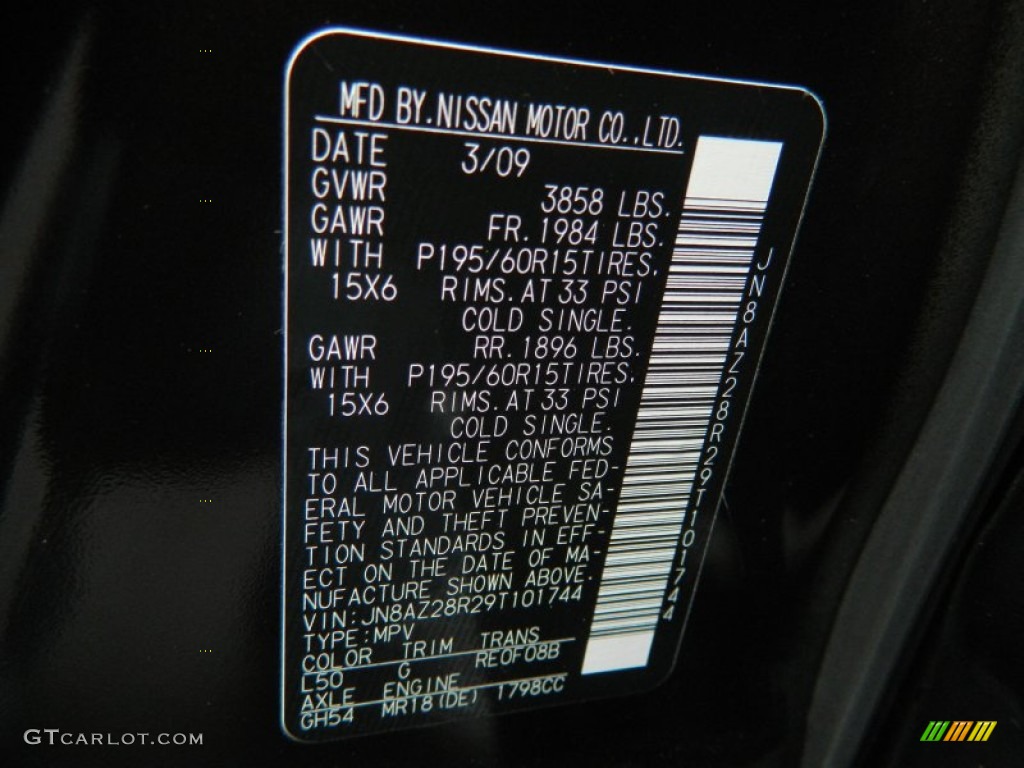 MFD BY. NISSAN MOTOR CO., LTD.
DATE 3/09
GVWR 3858 LBS.
GAWR FR. 1984 LBS.
WITH P195/60R15TIRES.
15X6 RIMS. AT 33 PSI
COLD SINGLE.
GAWR RR. 1896 LBS.
WITH P195/60R15TIRES.
15X6 RIMS. AT 33 PSI
COLD SINGLE.
THIS VEHICLE CONFORMS
TO ALL APPLICABLE FED-
ERAL MOTOR VEHICLE SA-
FETY AND THEFT PREVEN-
TION STANDARDS IN EFF-
ECT ON THE DATE OF MA-
NUFACTURE SHOWN ABOVE.
VIN:JN8AZ28R29T101744
TYPE:MPV
COLOR TRIM TRANS
L50 G RE0F08B
AXLE ENGINE
GH54 MR18(DE) 1798CC
JN8AZ28R29T101744
GTCARLOT.COM